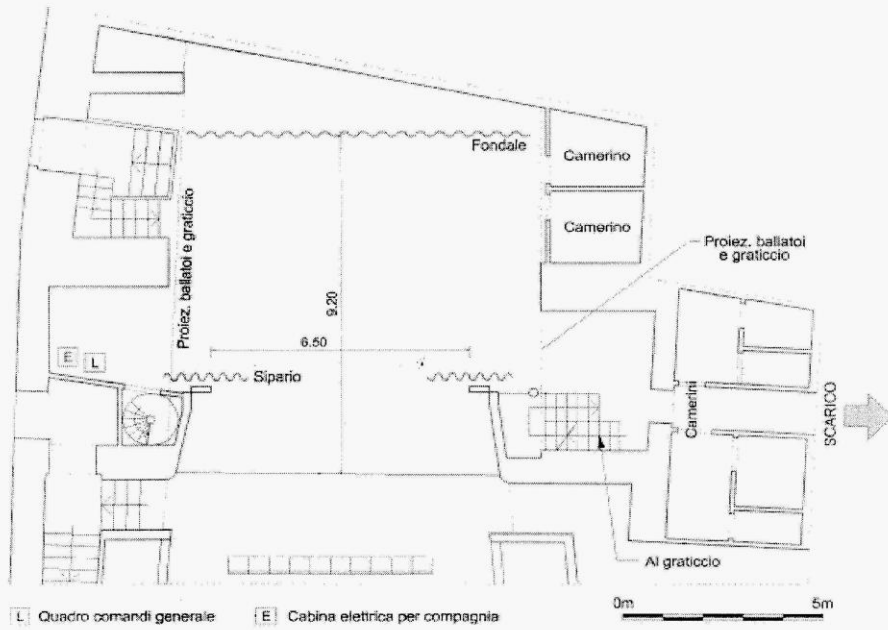 Fondale
Camerino
Camerino
Proiez. ballatoi e graticcio
Proiez. ballatoi
e graticcio
9.20
6.50
E
L
Sipario
Camerini
SCARICO
Al graticcio
L Quadro comandi generale
E Cabina elettrica per compagnia
0m
5m